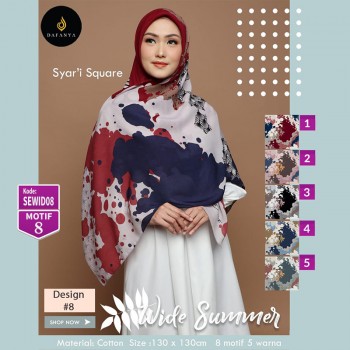 DAFANYA
Syar'i Square
1
2
3
4
5
Kode:
SEWID08
MOTIF
8
Design
#8
SHOP NOW
Wide Summer
Material: Cotton Size : 130 x 130cm 8 motif 5 warna